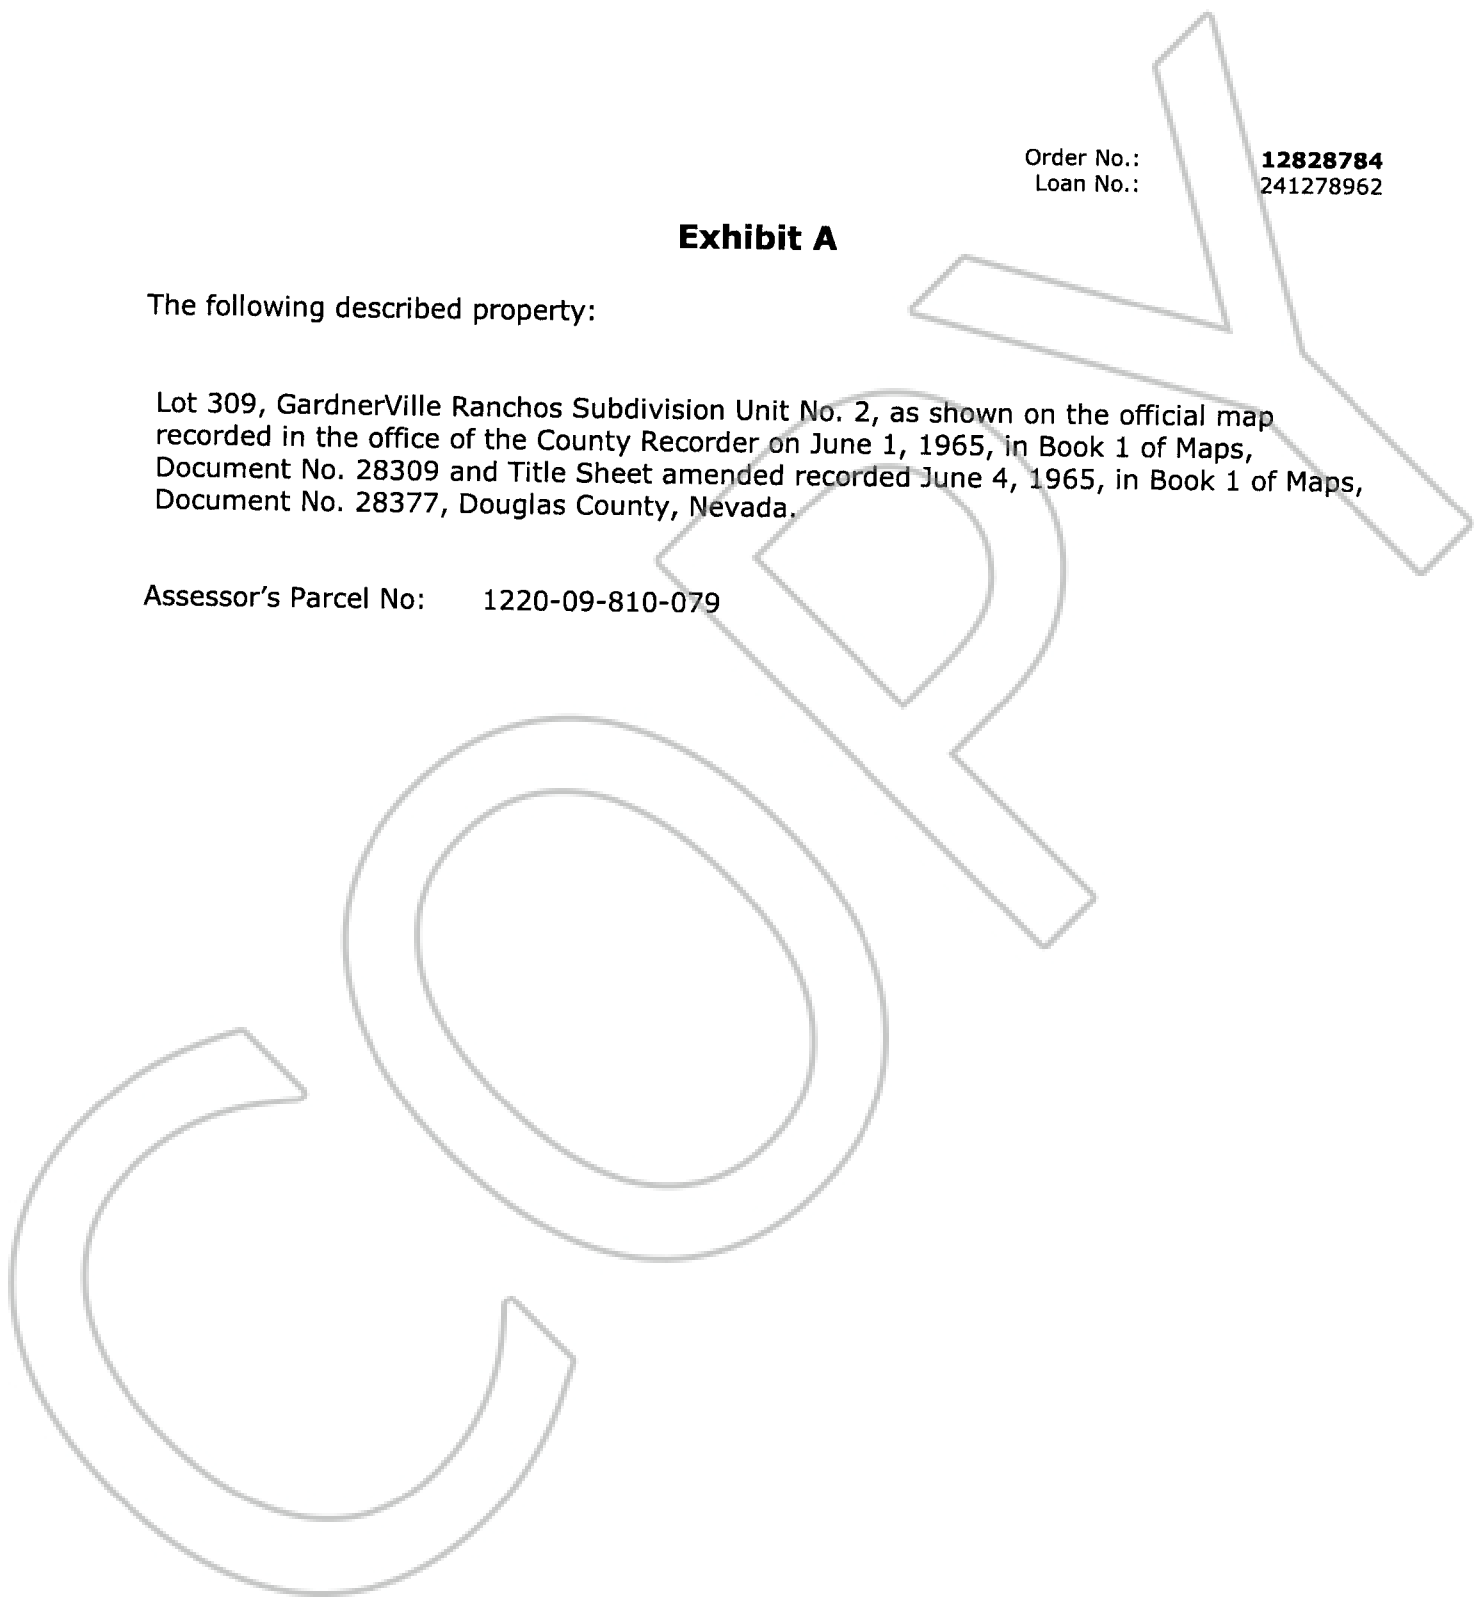 Order No.: 12828784
Loan No.: 241278962
Exhibit A
The following described property:
Lot 309, GardnerVille Ranchos Subdivision Unit No. 2, as shown on the official map
recorded in the office of the County Recorder on June 1, 1965, in Book 1 of Maps,
Document No. 28309 and Title Sheet amended recorded June 4, 1965, in Book 1 of Maps,
Document No. 28377, Douglas County, Nevada.
Assessor's Parcel No: 1220-09-810-079
COPY